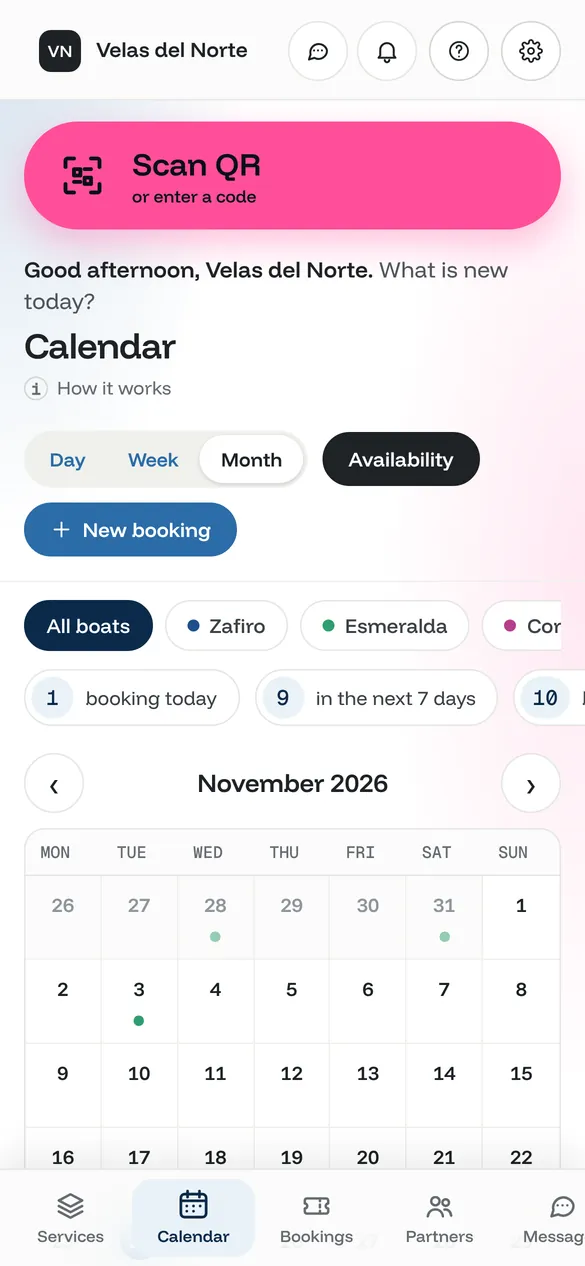 VN Velas del Norte
Scan QR
or enter a code
Good afternoon, Velas del Norte. What is new
today?
Calendar
i How it works
Day Week Month Availability
+ New booking
All boats Zafiro Esmeralda Cor
1 booking today 9 in the next 7 days 10
‹ November 2026 ›
MON TUE WED THU FRI SAT SUN
26 27 28 29 30 31 1
2 3 4 5 6 7 8
9 10 11 12 13 14 15
16 17 18 19 20 21 22
Services Calendar Bookings Partners Messag